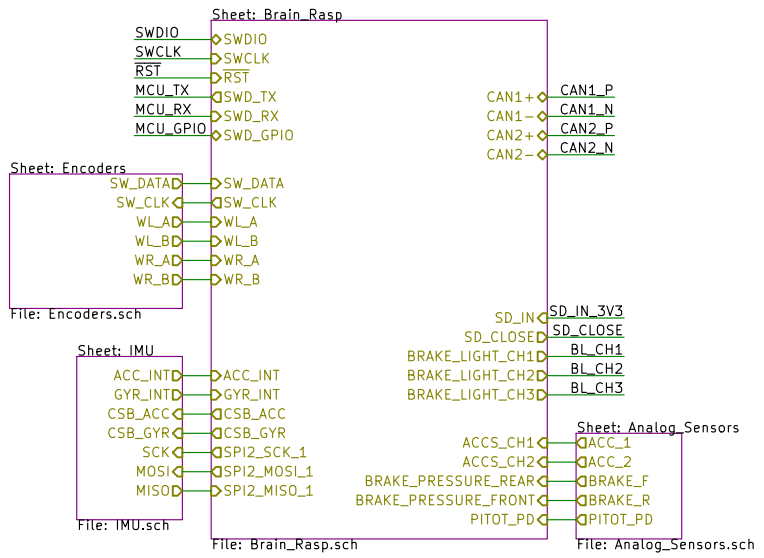 Sheet: Brain_Rasp
SWDIO
SWDIO
SWCLK
SWCLK
RST
RST
MCU_TX
SWD_TX
MCU_RX
SWD_RX
MCU_GPIO
SWD_GPIO
CAN1+
CAN1_P
CAN1-
CAN1_N
CAN2+
CAN2_P
CAN2-
CAN2_N
Sheet: Encoders
SW_DATA
SW_DATA
SW_CLK
SW_CLK
WL_A
WL_A
WL_B
WL_B
WR_A
WR_A
WR_B
WR_B
File: Encoders.sch
SD_IN
SD_IN_3V3
SD_CLOSE
SD_CLOSE
BRAKE_LIGHT_CH1
BL_CH1
BRAKE_LIGHT_CH2
BL_CH2
BRAKE_LIGHT_CH3
BL_CH3
Sheet: IMU
ACC_INT
ACC_INT
GYR_INT
GYR_INT
CSB_ACC
CSB_ACC
CSB_GYR
CSB_GYR
SCK
SPI2_SCK_1
MOSI
SPI2_MOSI_1
MISO
SPI2_MISO_1
File: IMU.sch
Sheet: Analog_Sensors
ACCS_CH1
ACC_1
ACCS_CH2
ACC_2
BRAKE_PRESSURE_REAR
BRAKE_F
BRAKE_PRESSURE_FRONT
BRAKE_R
PITOT_PD
PITOT_PD
File: Brain_Rasp.sch
File: Analog_Sensors.sch